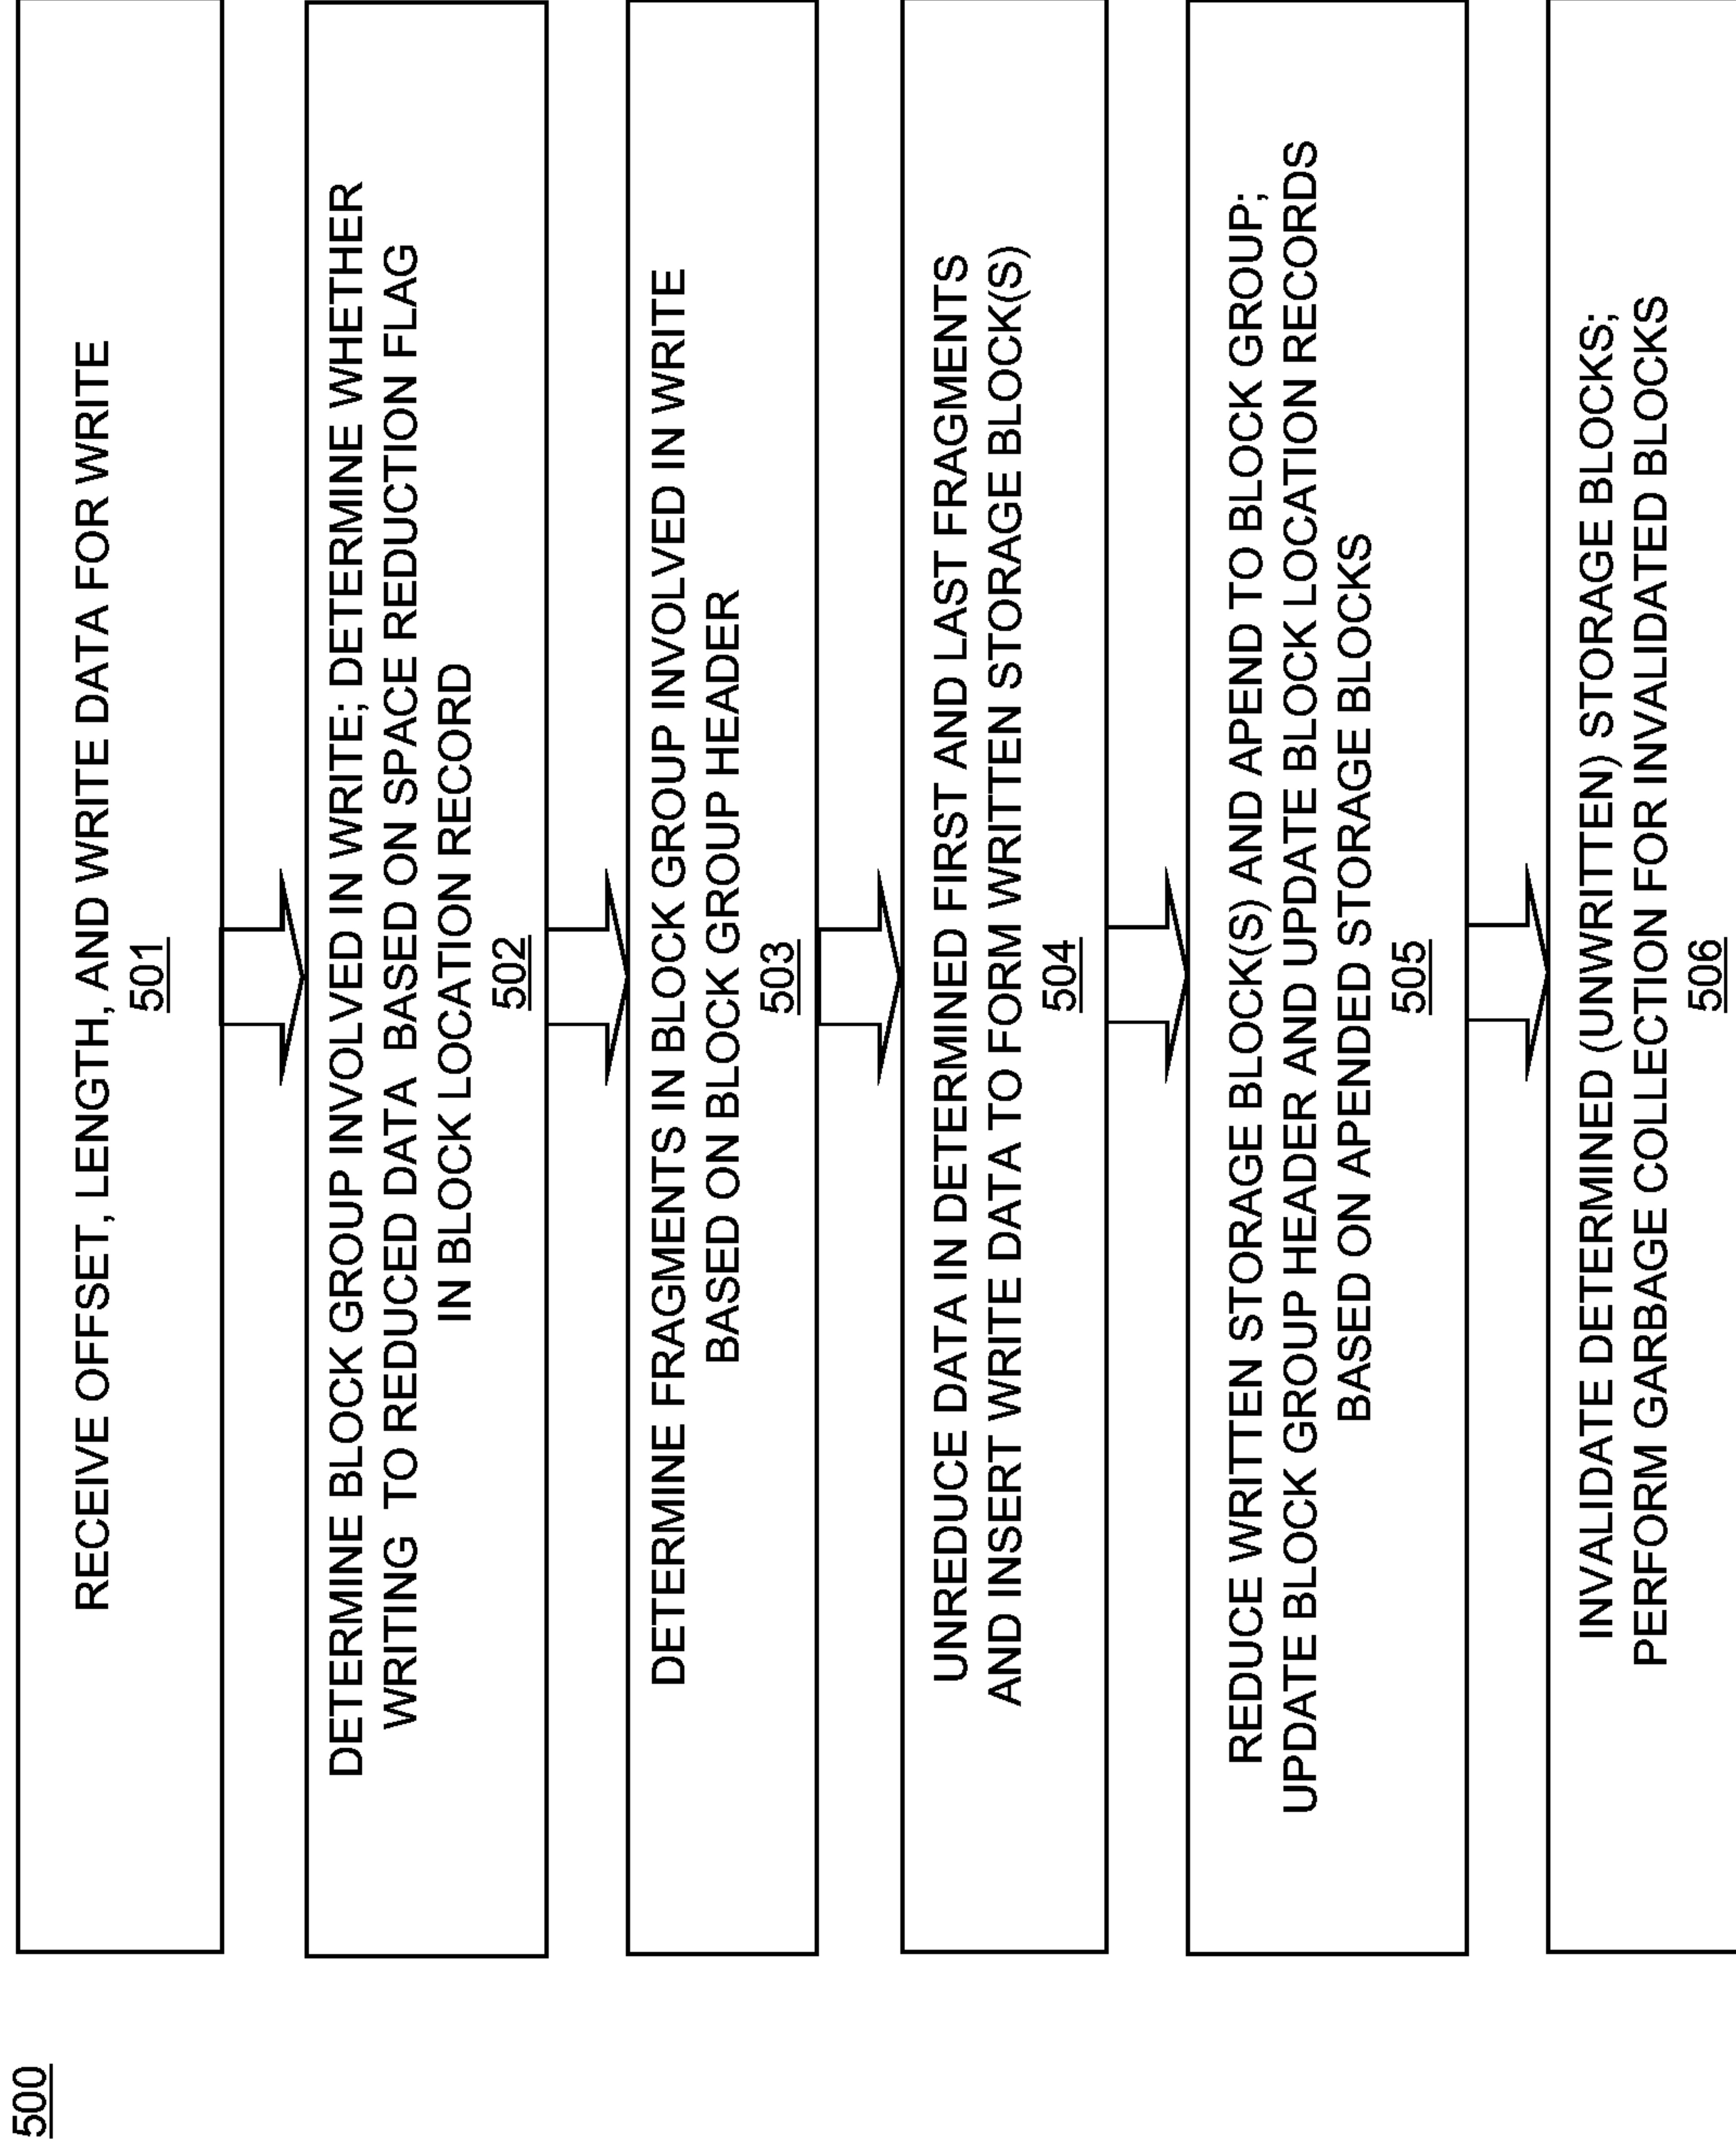 500
RECEIVE OFFSET, LENGTH, AND WRITE DATA FOR WRITE
501
DETERMINE BLOCK GROUP INVOLVED IN WRITE; DETERMINE WHETHER
WRITING TO REDUCED DATA BASED ON SPACE REDUCTION FLAG
IN BLOCK LOCATION RECORD
502
DETERMINE FRAGMENTS IN BLOCK GROUP INVOLVED IN WRITE
BASED ON BLOCK GROUP HEADER
503
UNREDUCE DATA IN DETERMINED FIRST AND LAST FRAGMENTS
AND INSERT WRITE DATA TO FORM WRITTEN STORAGE BLOCK(S)
504
REDUCE WRITTEN STORAGE BLOCK(S) AND APEND TO BLOCK GROUP;
UPDATE BLOCK GROUP HEADER AND UPDATE BLOCK LOCATION RECORDS
BASED ON APENDED STORAGE BLOCKS
505
INVALIDATE DETERMINED (UNWRITTEN) STORAGE BLOCKS;
PERFORM GARBAGE COLLECTION FOR INVALIDATED BLOCKS
506